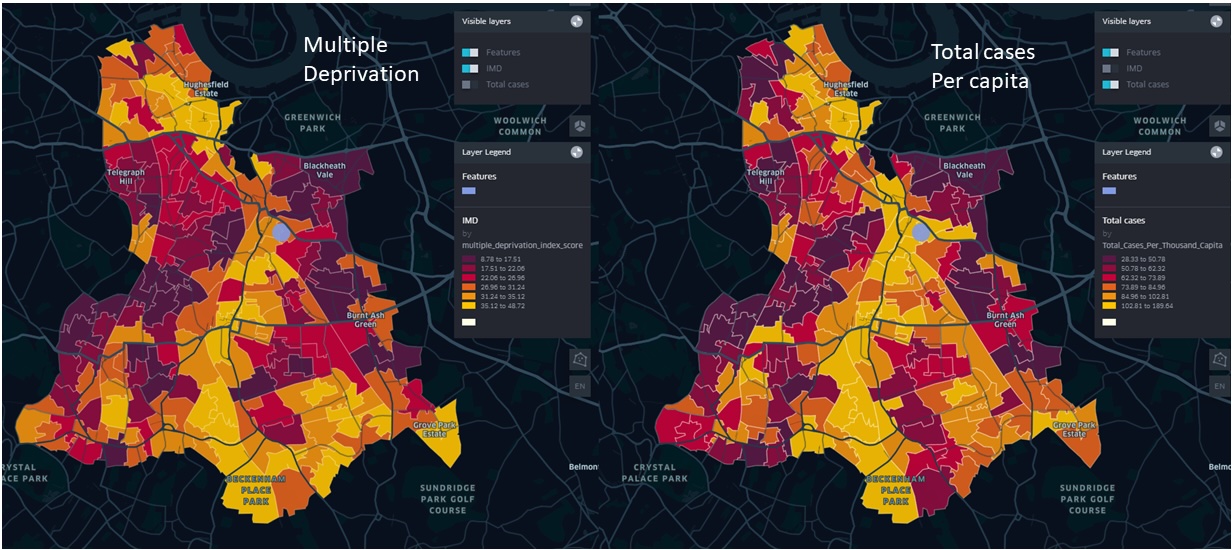 Multiple
Deprivation
Visible layers
Features
IMD
Total cases
Hughesfield
Estate
GREENWICH
PARK
WOOLWICH
COMMON
Telegraph
Hill
Blackheath
Vale
Layer Legend
Features
IMD
by
multiple_deprivation_index_score
8.78 to 17.51
17.51 to 22.06
22.06 to 26.96
26.96 to 31.24
31.24 to 35.12
35.12 to 48.72
Burnt Ash
Green
EN
Grove Park
Estate
RYSTAL
ACE PARK
BECKENHAM
PLACE
PARK
SUNDRIDGE
PARK GOLF
COURSE
Belmon
Total cases
Per capita
Visible layers
Features
IMD
Total cases
Hughesfield
Estate
GREENWICH
PARK
WOOLWICH
COMMON
Telegraph
Hill
Blackheath
Vale
Layer Legend
Features
Total cases
by
Total_Cases_Per_Thousand_Capita
28.33 to 50.78
50.78 to 62.32
62.32 to 73.89
73.89 to 84.96
84.96 to 102.81
102.81 to 189.64
Burnt Ash
Green
EN
Grove Park
Estate
CRYSTAL
PALACE PARK
BECKENHAM
PLACE
PARK
SUNDRIDGE
PARK GOLF
COURSE
Belmo